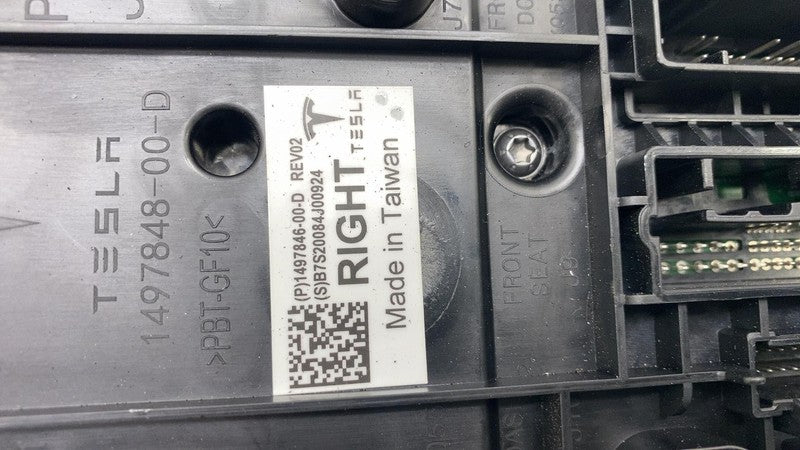 TESLA
1497848-00-D
>PBT-GF10<
(P)1497846-00-D REV02
(S)B7S20084J00924
RIGHT
TESLA
Made in Taiwan
FRONT
SEAT